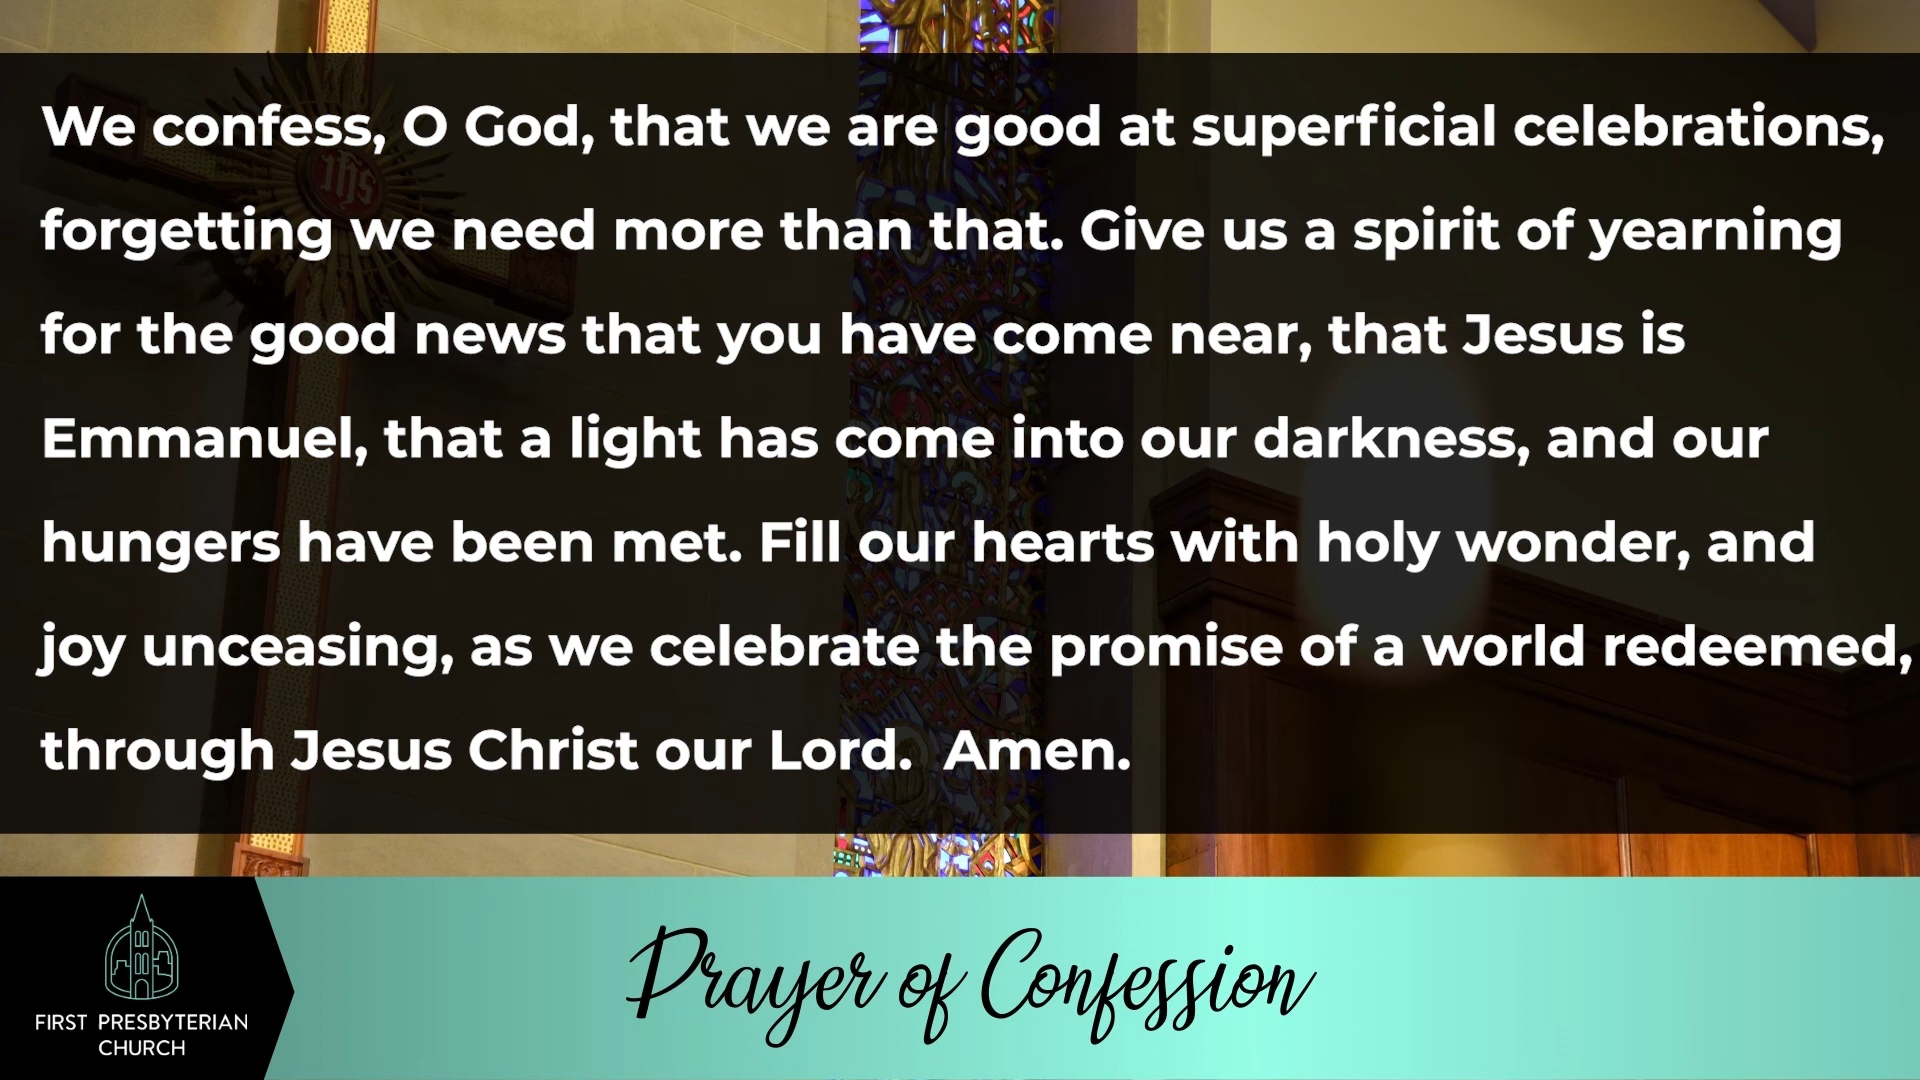 We confess, O God, that we are good at superficial celebrations,
forgetting we need more than that. Give us a spirit of yearning
for the good news that you have come near, that Jesus is
Emmanuel, that a light has come into our darkness, and our
hungers have been met. Fill our hearts with holy wonder, and
joy unceasing, as we celebrate the promise of a world redeemed,
through Jesus Christ our Lord.  Amen.
ihs
Prayer of Confession
FIRST PRESBYTERIAN
CHURCH